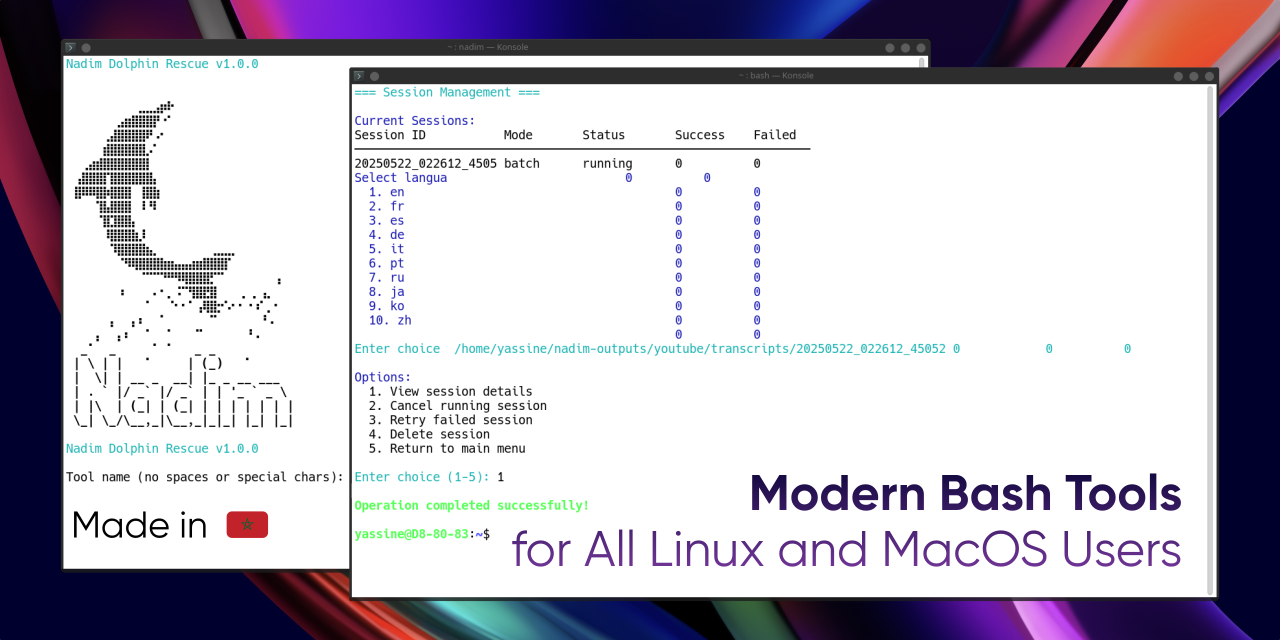 ~ : nadim — Konsole
Nadim Dolphin Rescue v1.0.0
Nadim
Nadim Dolphin Rescue v1.0.0
Tool name (no spaces or special chars):
Made in
~ : bash — Konsole
=== Session Management ===
Current Sessions:
Session ID Mode Status Success Failed
20250522_022612_4505 batch running 0 0
Select langua 0 0
1. en 0 0
2. fr 0 0
3. es 0 0
4. de 0 0
5. it 0 0
6. pt 0 0
7. ru 0 0
8. ja 0 0
9. ko 0 0
10. zh 0 0
0 0
Enter choice /home/yassine/nadim-outputs/youtube/transcripts/20250522_022612_45052 0 0 0
Options:
1. View session details
2. Cancel running session
3. Retry failed session
4. Delete session
5. Return to main menu
Enter choice (1-5): 1
Operation completed successfully!
yassine@D8-80-83:~$
Modern Bash Tools
for All Linux and MacOS Users